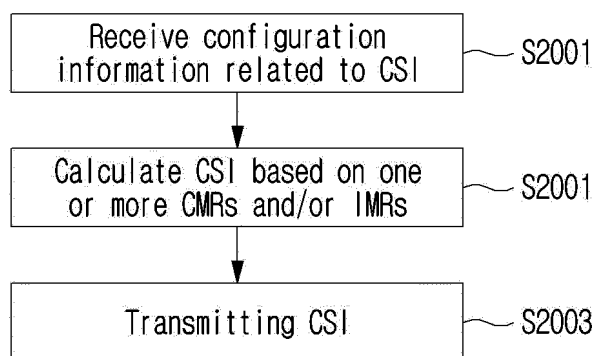 Receive configuration
information related to CSI
S2001
Calculate CSI based on one
or more CMRs and/or IMRs
S2001
Transmitting CSI
S2003